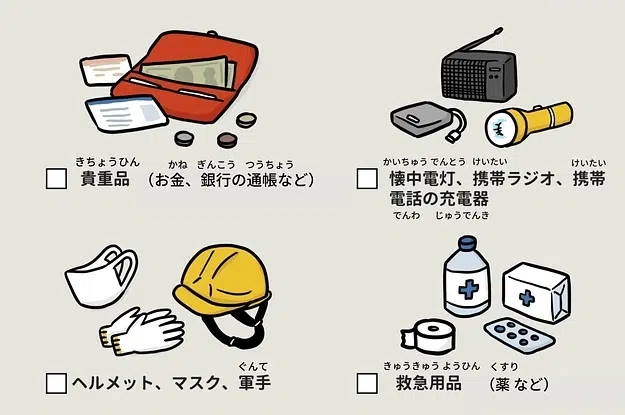 きちょうひん かね ぎんこう つうちょう
貴重品 （お金、銀行の通帳など）
かいちゅう でんとう けいたい けいたい
懐中電灯、携帯ラジオ、携帯
電話の充電器
でんわ じゅうでんき
ぐんて
ヘルメット、マスク、軍手
きゅうきゅう ようひん くすり
救急用品 （薬 など）